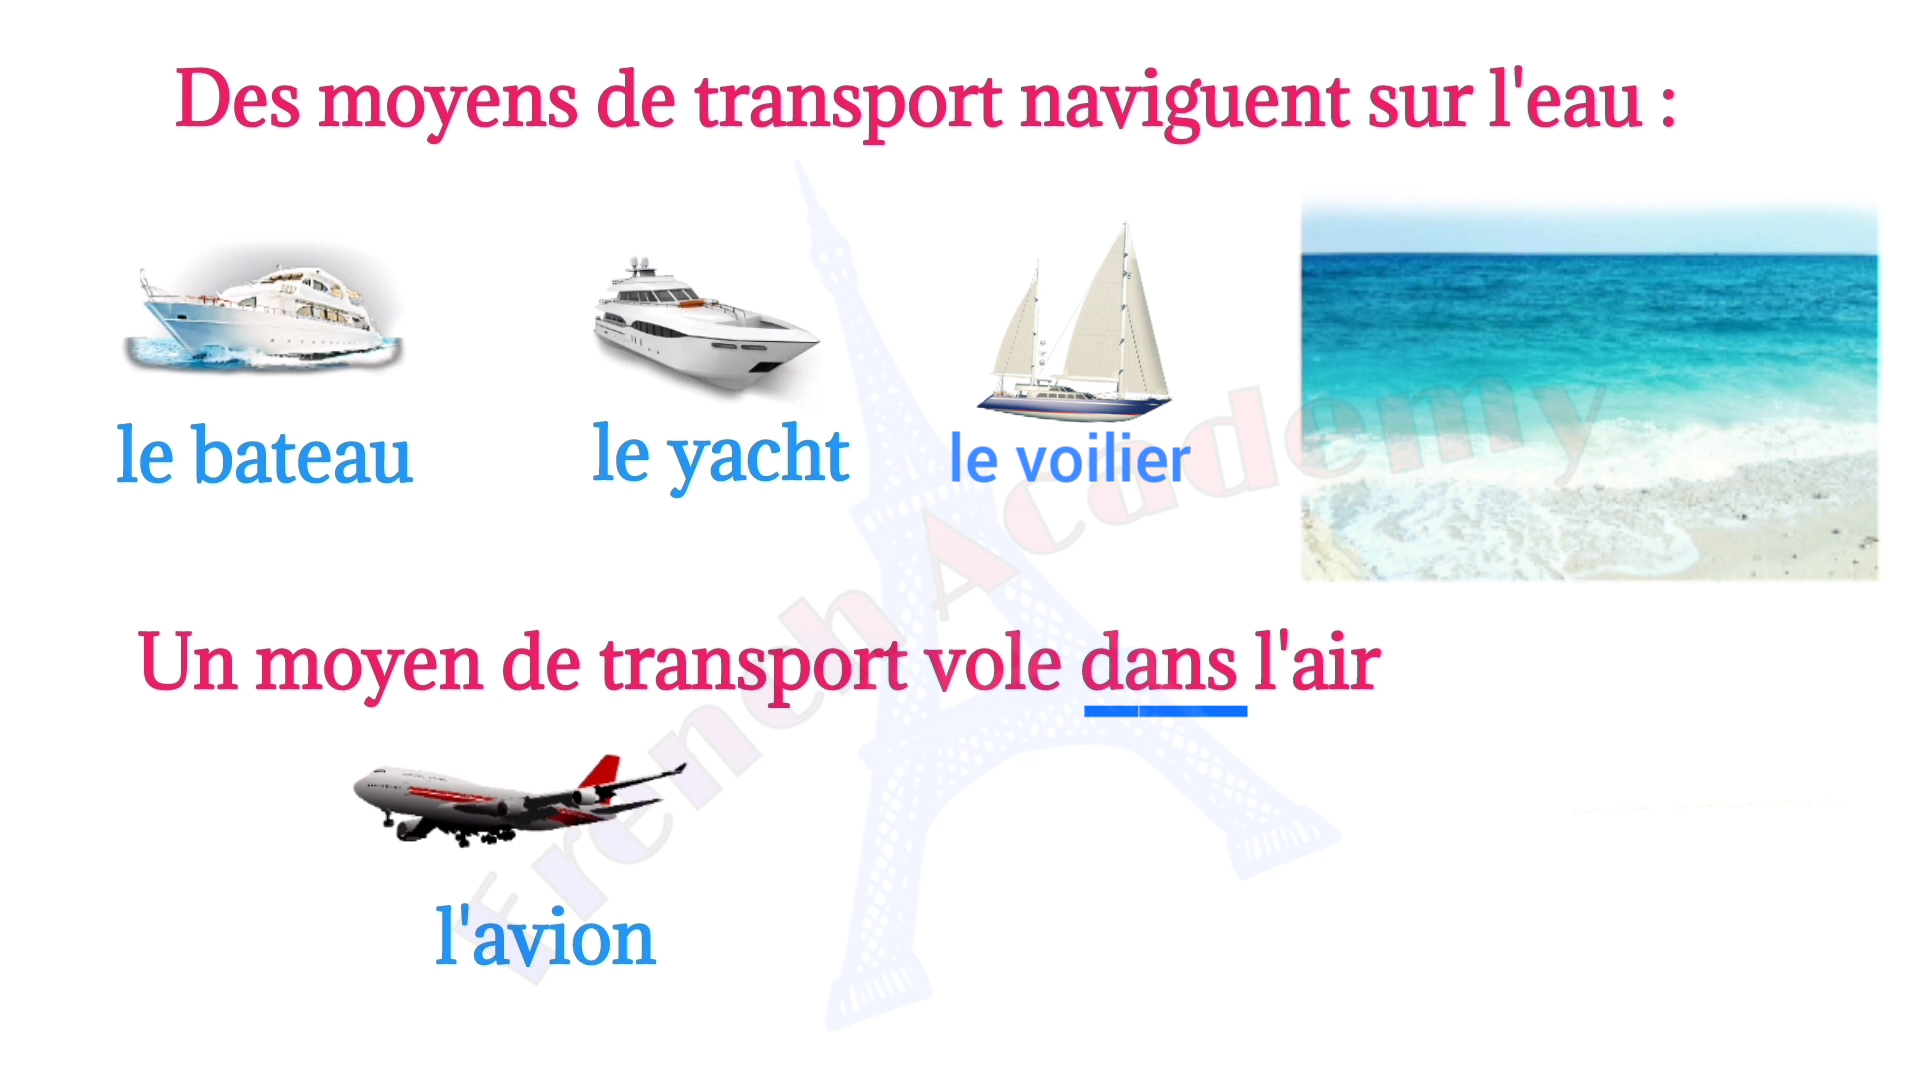 Des moyens de transport naviguent sur l'eau :
le bateau
le yacht
le voilier
Un moyen de transport vole dans l'air
l'avion
French Academy